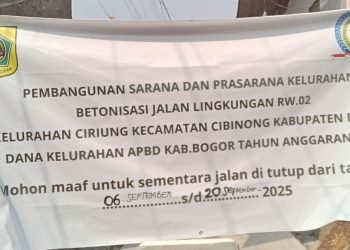 PEMBANGUNAN SARANA DAN PRASARANA KELURAHAN
BETONISASI JALAN LINGKUNGAN RW.02
KELURAHAN CIRIUNG KECAMATAN CIBINONG KABUPATEN
DANA KELURAHAN APBD KAB.BOGOR TAHUN ANGGARAN
Mohon maaf untuk sementara jalan di tutup dari
06 SEPTEMBER s/d. 20 SEPTEMBER - 2025